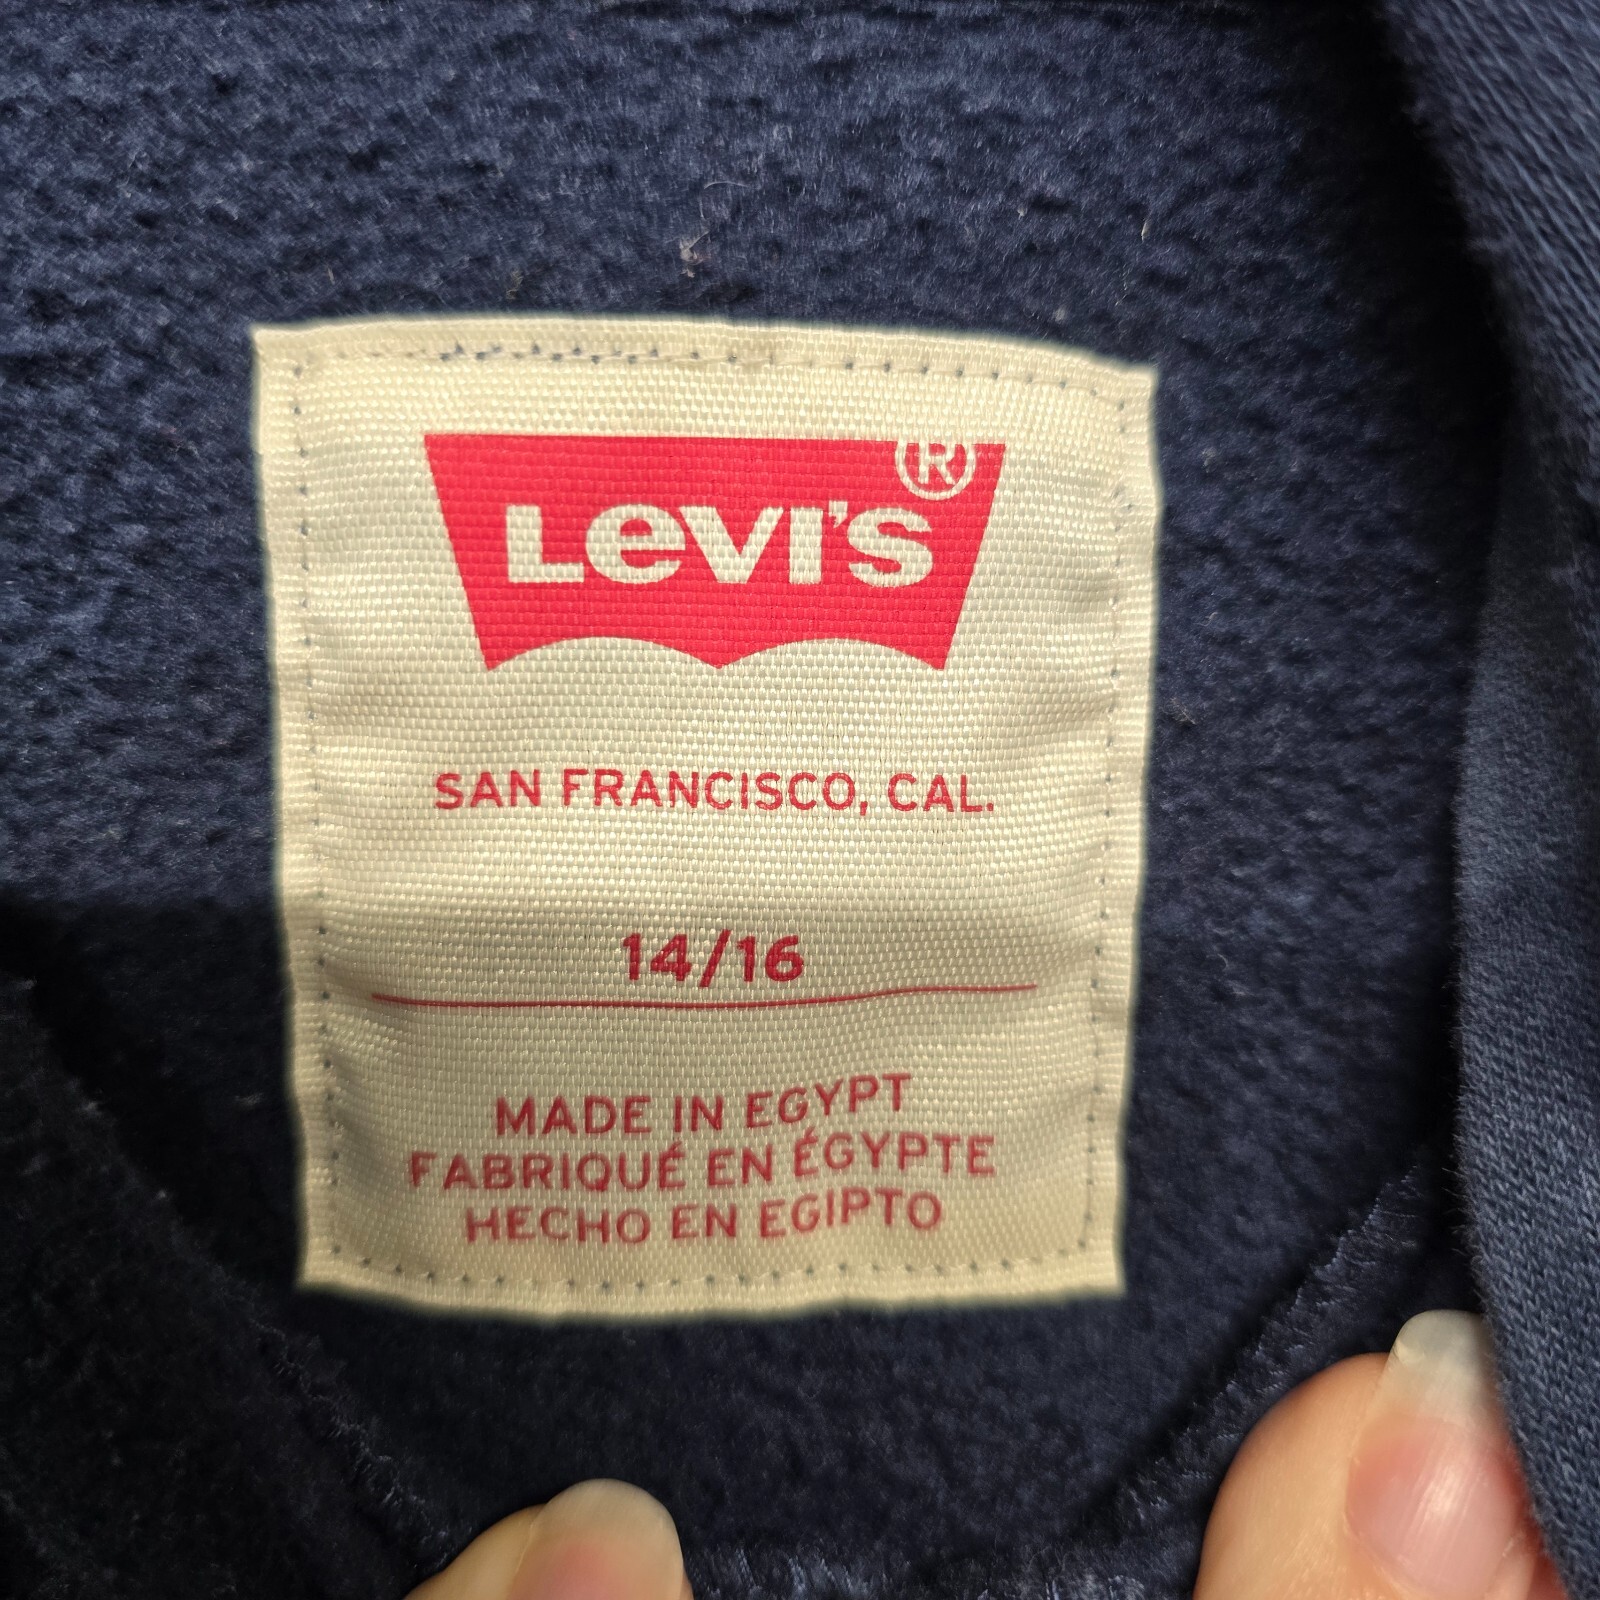 Levi's ®
SAN FRANCISCO, CAL.
14/16
MADE IN EGYPT
FABRIQUÉ EN ÉGYPTE
HECHO EN EGIPTO